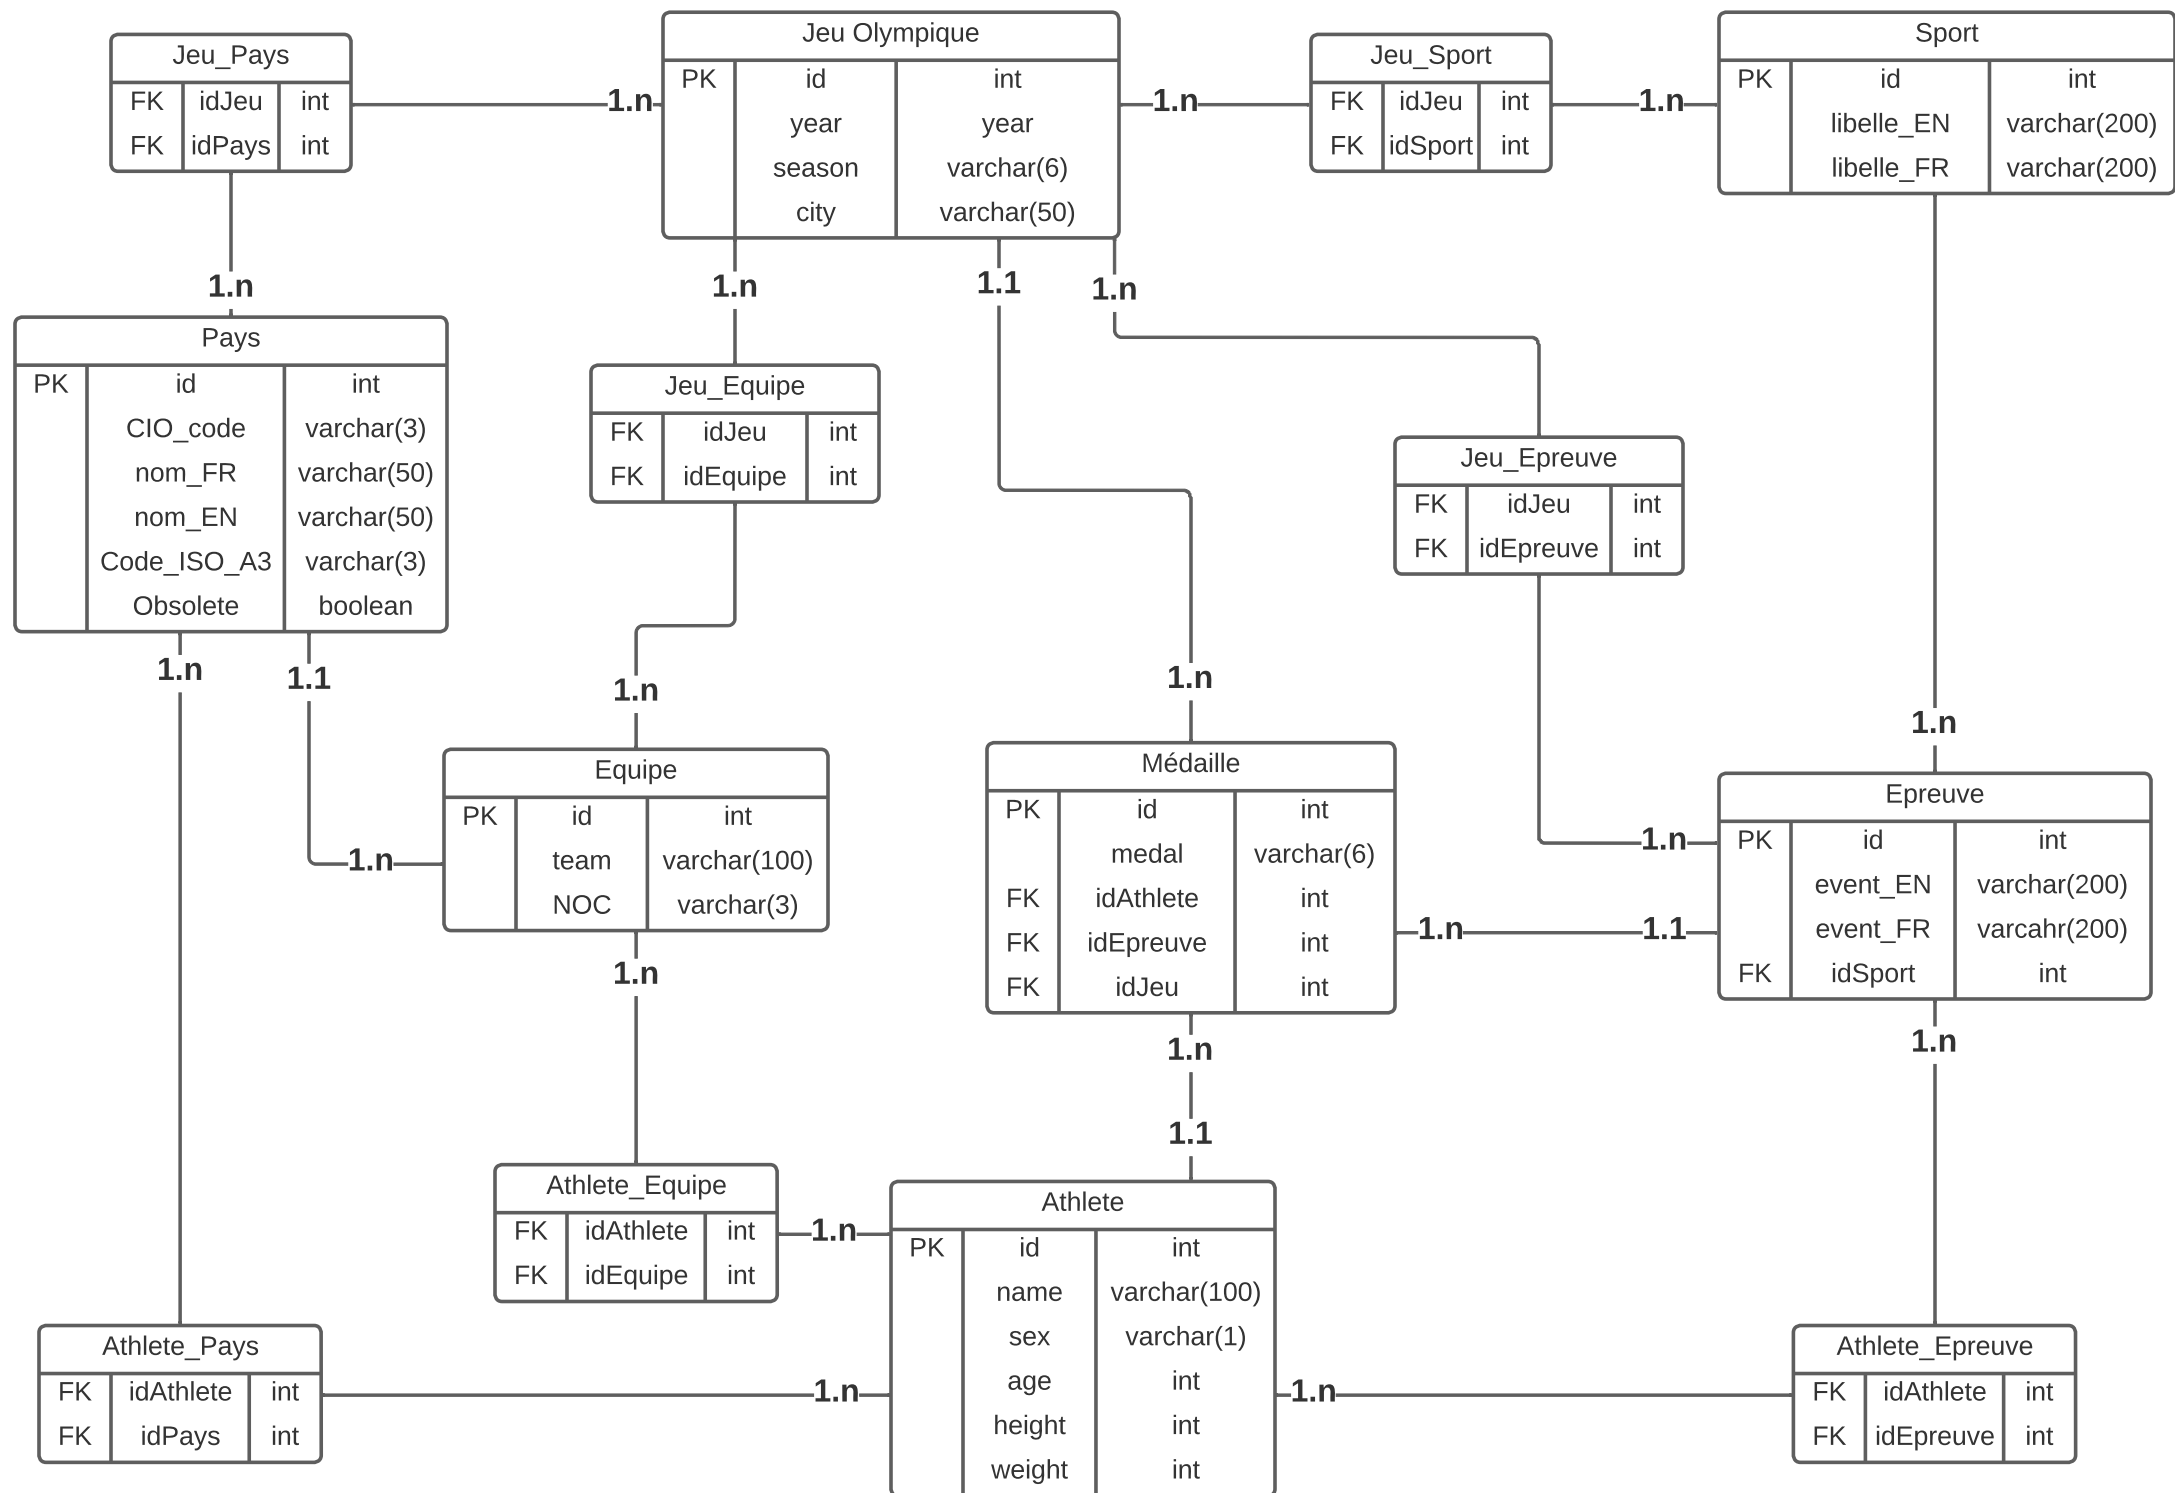 Jeu_Pays
FK idJeu int
FK idPays int
1.n
Jeu Olympique
PK id int
year year
season varchar(6)
city varchar(50)
1.n
Jeu_Sport
FK idJeu int
FK idSport int
1.n
Sport
PK id int
libelle_EN varchar(200)
libelle_FR varchar(200)
1.n
1.n
1.1
1.n
Pays
PK id int
CIO_code varchar(3)
nom_FR varchar(50)
nom_EN varchar(50)
Code_ISO_A3 varchar(3)
Obsolete boolean
Jeu_Equipe
FK idJeu int
FK idEquipe int
Jeu_Epreuve
FK idJeu int
FK idEpreuve int
1.n
1.1
1.n
1.n
1.n
Equipe
PK id int
team varchar(100)
NOC varchar(3)
1.n
Médaille
PK id int
medal varchar(6)
FK idAthlete int
FK idEpreuve int
FK idJeu int
1.n
1.n
1.1
Epreuve
PK id int
event_EN varchar(200)
event_FR varcahr(200)
FK idSport int
1.n
1.n
1.n
1.1
Athlete_Equipe
FK idAthlete int
FK idEquipe int
1.n
Athlete
PK id int
name varchar(100)
sex varchar(1)
age int
height int
weight int
Athlete_Pays
FK idAthlete int
FK idPays int
1.n
1.n
Athlete_Epreuve
FK idAthlete int
FK idEpreuve int